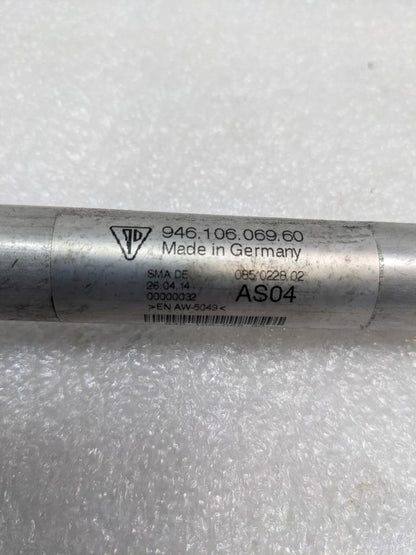 946.106.069.60
Made in Germany
SMA DE 085/0228.02
26.04.14 AS04
00000032
>EN AW-5049<